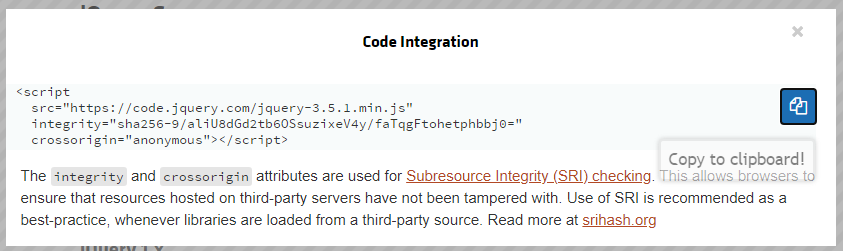 Code Integration
×
<script
src="https://code.jquery.com/jquery-3.5.1.min.js"
integrity="sha256-9/aliU8dGd2tb6OSsuzixeV4y/faTqgFtohetphbbj0="
crossorigin="anonymous"></script>
Copy to clipboard!
The integrity and crossorigin attributes are used for Subresource Integrity (SRI) checking. This allows browsers to
ensure that resources hosted on third-party servers have not been tampered with. Use of SRI is recommended as a
best-practice, whenever libraries are loaded from a third-party source. Read more at srihash.org